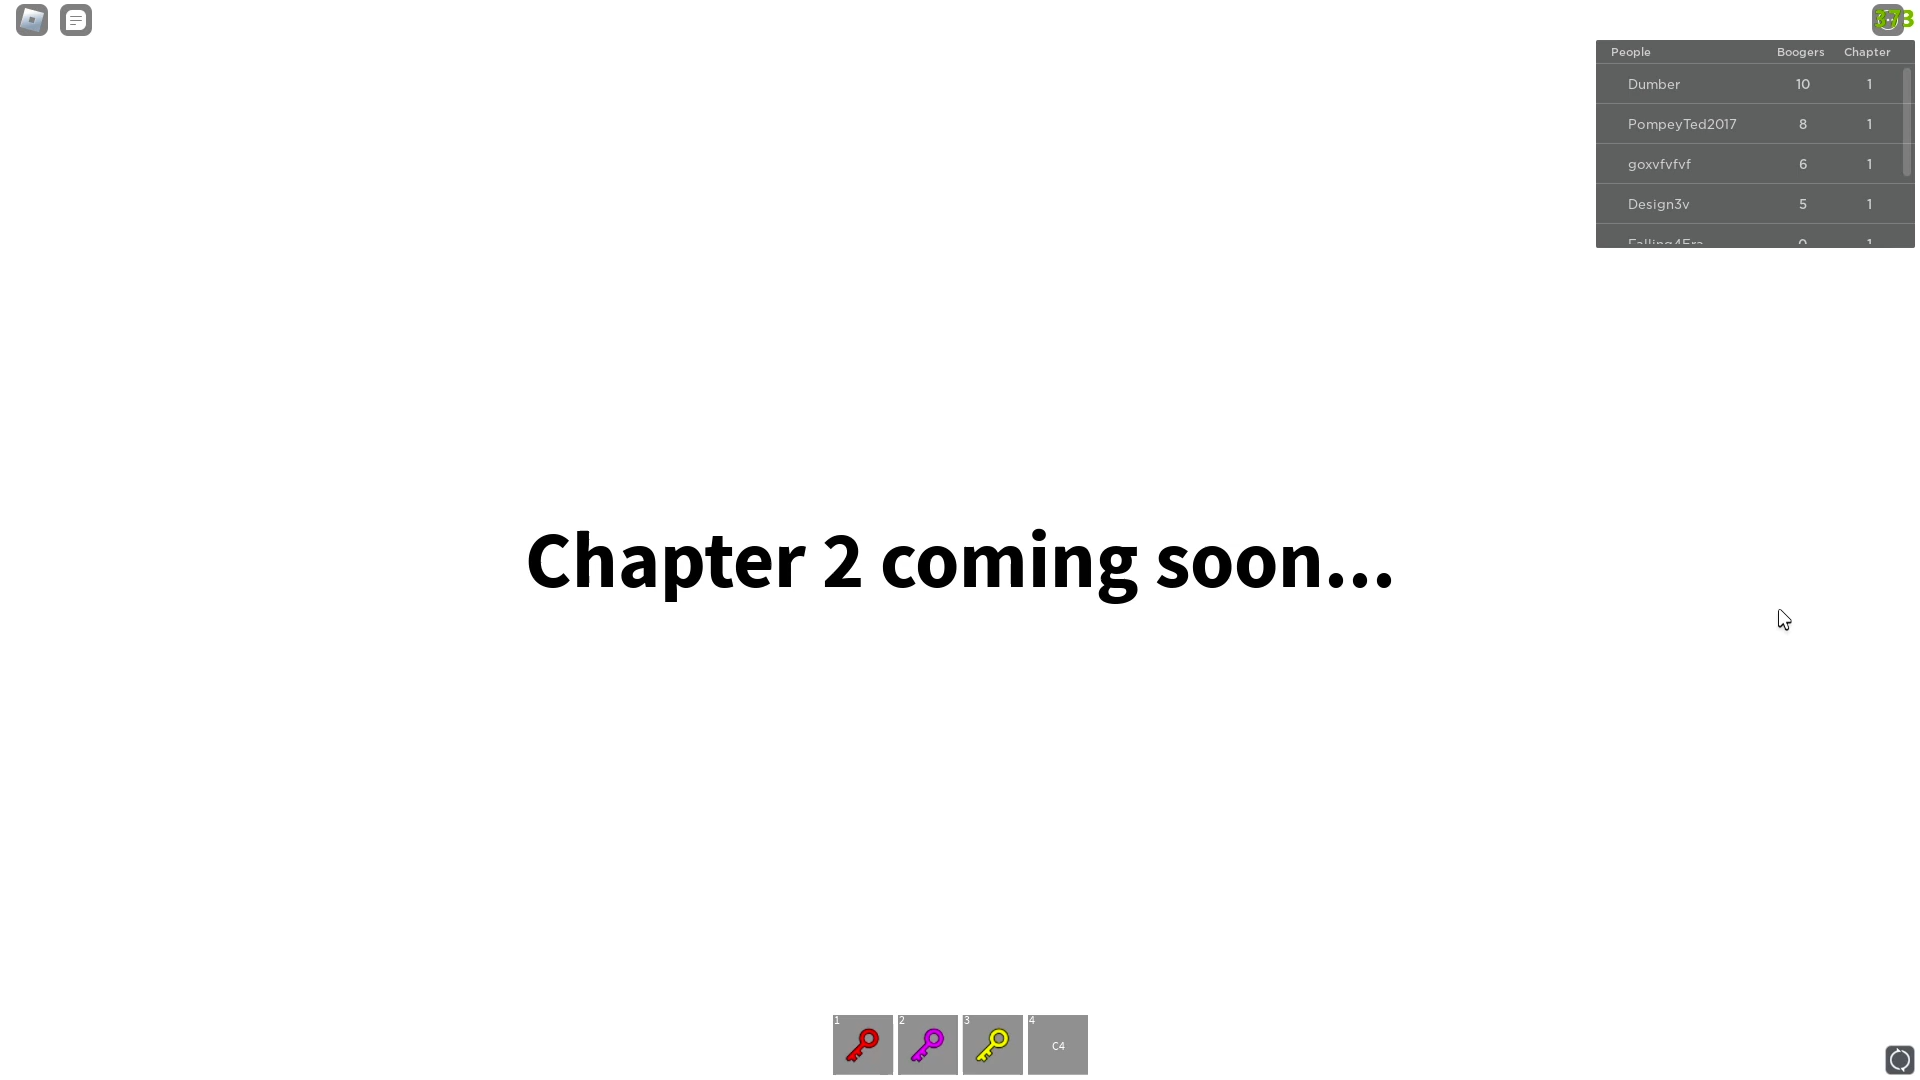 373
People Boogers Chapter
Dumber 10 1
PompeyTed2017 8 1
goxvfvfvf 6 1
Design3v 5 1
Chapter 2 coming soon...
1 2 3 4
C4